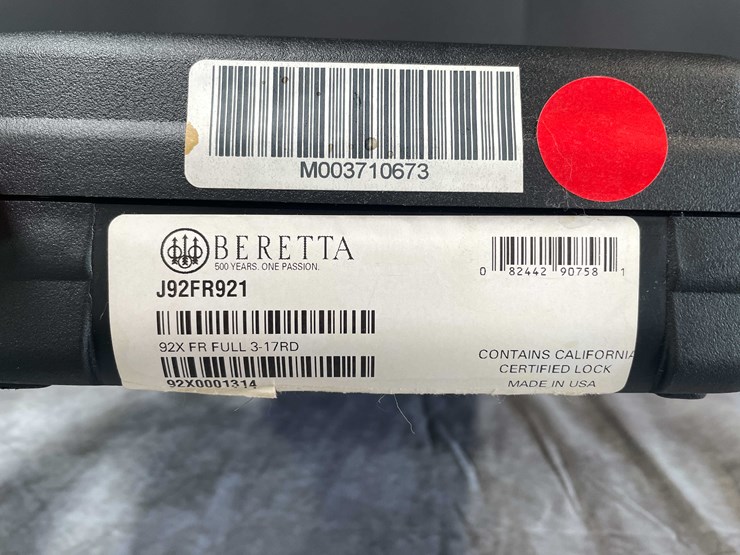 M003710673
BERETTA
500 YEARS. ONE PASSION.
J92FR921
92X FR FULL 3-17RD
92X0001314
0 82442 90758 1
CONTAINS CALIFORNIA
CERTIFIED LOCK
MADE IN USA